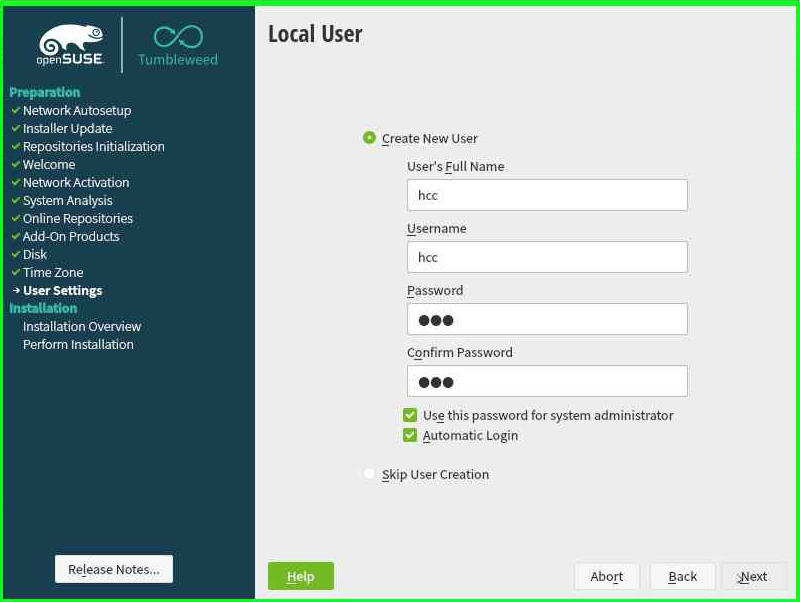 openSUSE
Tumbleweed
Preparation
Network Autosetup
Installer Update
Repositories Initialization
Welcome
Network Activation
System Analysis
Online Repositories
Add-On Products
Disk
Time Zone
User Settings
Installation
Installation Overview
Perform Installation
Release Notes...
Local User
Create New User
User's Full Name
hcc
Username
hcc
Password
●●●
Confirm Password
●●●
Use this password for system administrator
Automatic Login
Skip User Creation
Help
Abort
Back
Next